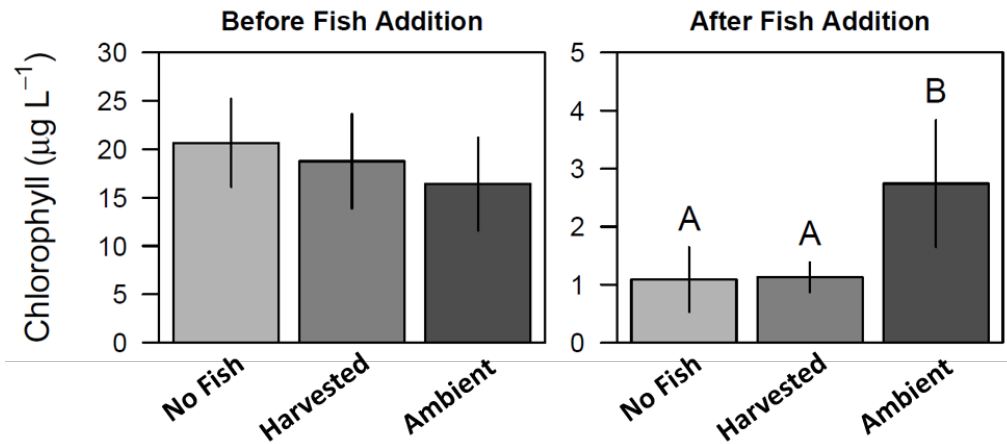 Before Fish Addition
Chlorophyll (µg L⁻¹)
30
25
20
15
10
5
0
No Fish
Harvested
Ambient
After Fish Addition
5
4
3
2
1
0
A
A
B
No Fish
Harvested
Ambient